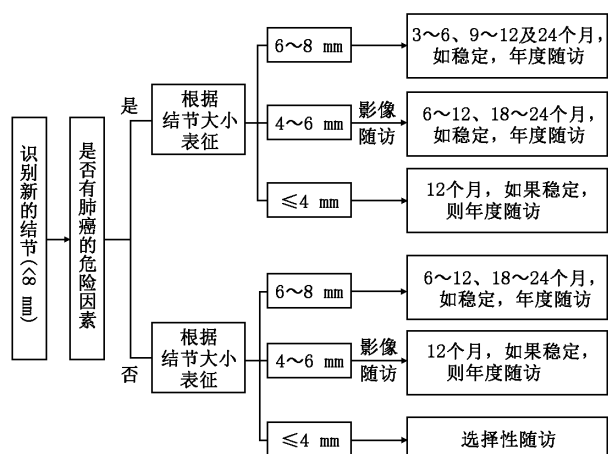 识别新的结节(<8 mm)
是否有肺癌的危险因素
是
根据
结节大小
表征
6～8 mm
3～6、9～12及24个月，
如稳定，年度随访
4～6 mm
影像
随访
6～12、18～24个月，
如稳定，年度随访
≤4 mm
12个月，如果稳定，
则年度随访
否
根据
结节大小
表征
6～8 mm
6～12、18～24个月，
如稳定，年度随访
4～6 mm
影像
随访
12个月，如果稳定，
则年度随访
≤4 mm
选择性随访